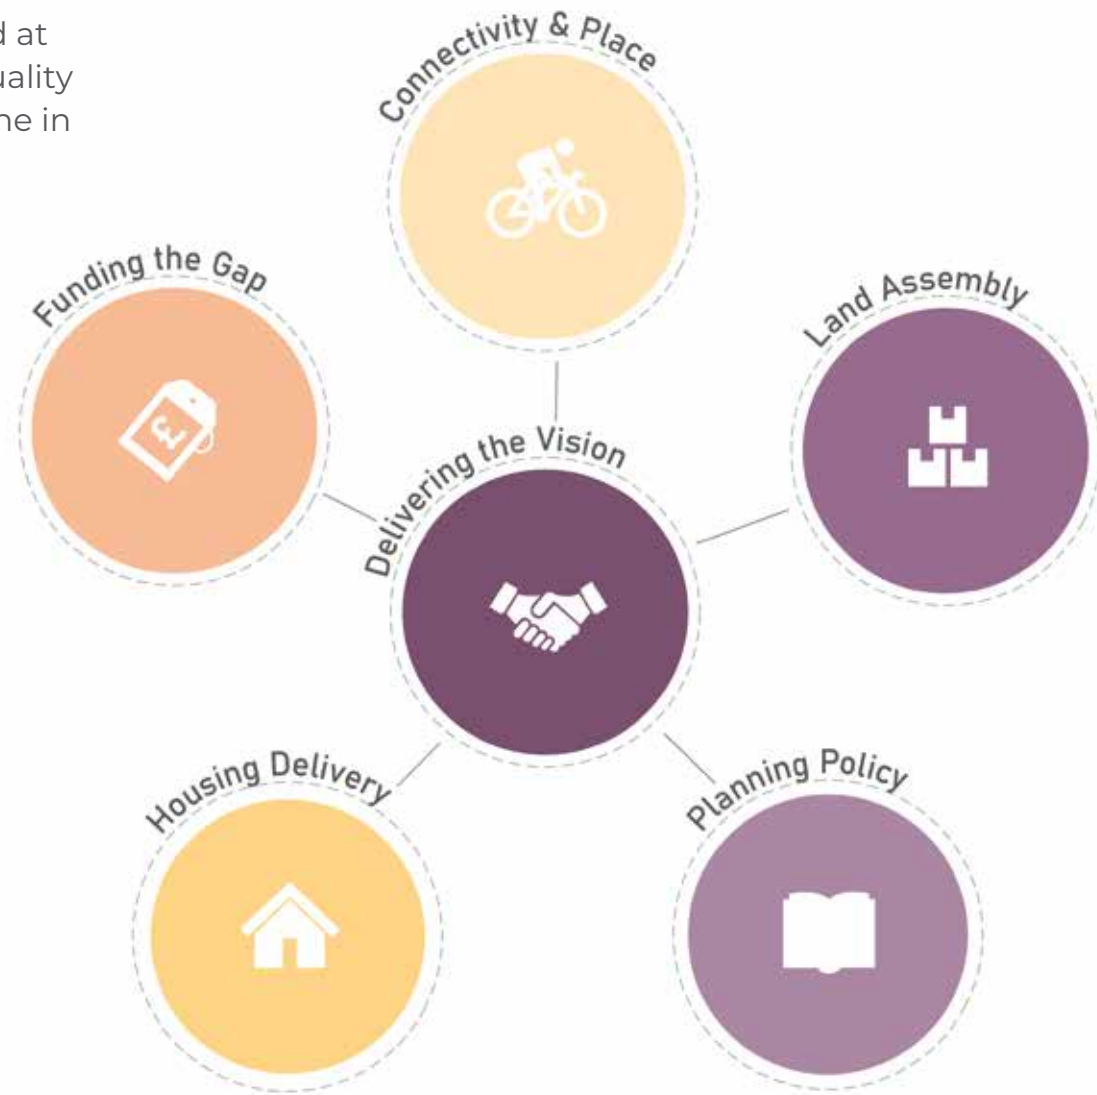 d at
uality
ne in
Connectivity & Place
Funding the Gap
Land Assembly
Delivering the Vision
£
Housing Delivery
Planning Policy